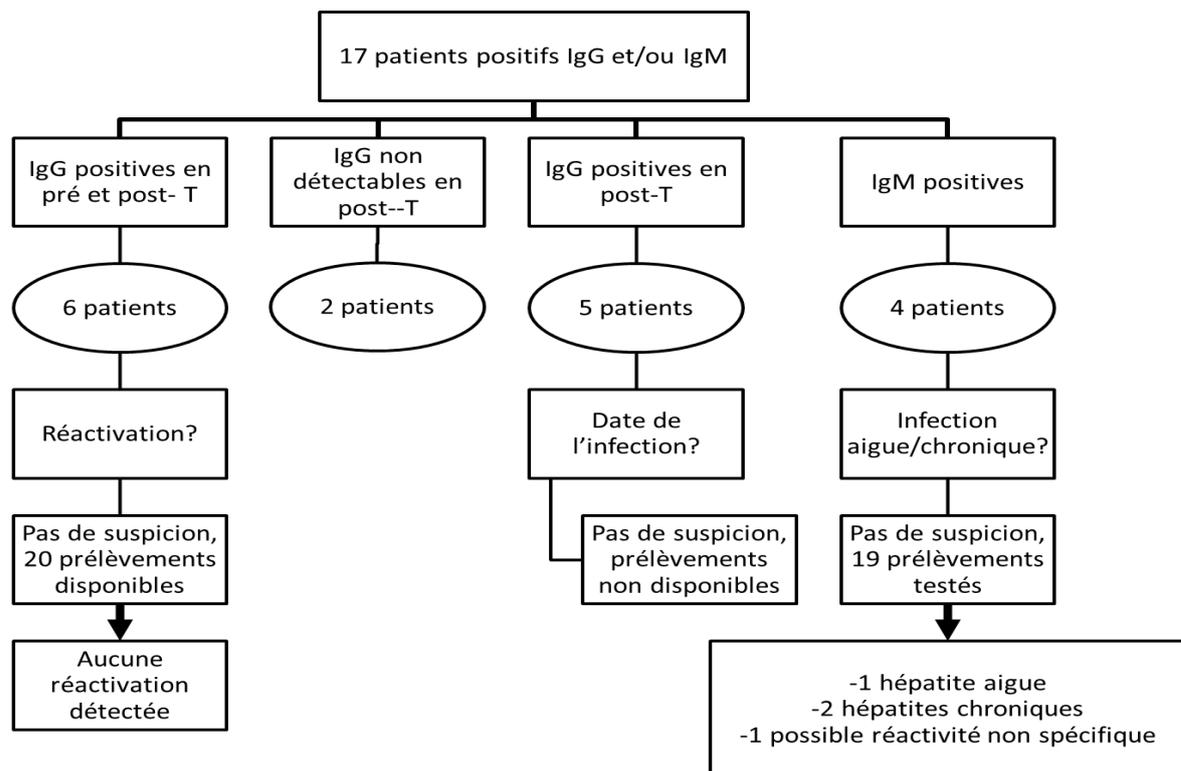 17 patients positifs IgG et/ou IgM
IgG positives en
pré et post- T
IgG non
détectables en
post--T
IgG positives en
post-T
IgM positives
6 patients
2 patients
5 patients
4 patients
Réactivation?
Date de
l’infection?
Infection
aigue/chronique?
Pas de suspicion,
20 prélèvements
disponibles
Pas de suspicion,
prélèvements
non disponibles
Pas de suspicion,
19 prélèvements
testés
Aucune
réactivation
détectée
-1 hépatite aigue
-2 hépatites chroniques
-1 possible réactivité non spécifique